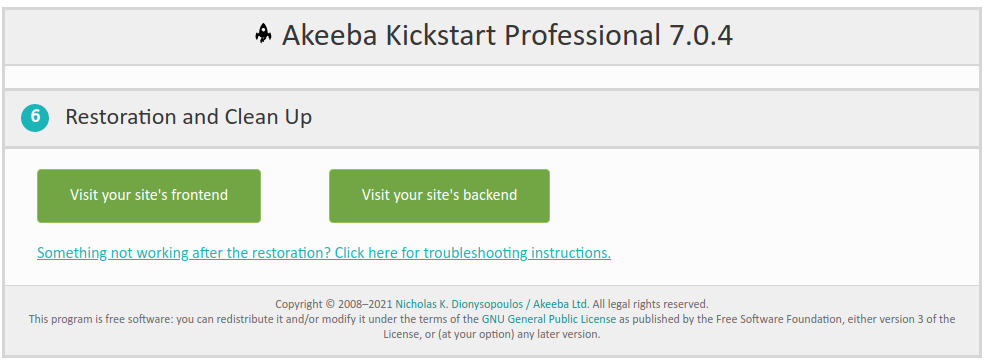 Akeeba Kickstart Professional 7.0.4
6 Restoration and Clean Up
Visit your site's frontend Visit your site's backend
Something not working after the restoration? Click here for troubleshooting instructions.
Copyright © 2008–2021 Nicholas K. Dionysopoulos / Akeeba Ltd. All legal rights reserved.
This program is free software: you can redistribute it and/or modify it under the terms of the GNU General Public License as published by the Free Software Foundation, either version 3 of the
License, or (at your option) any later version.